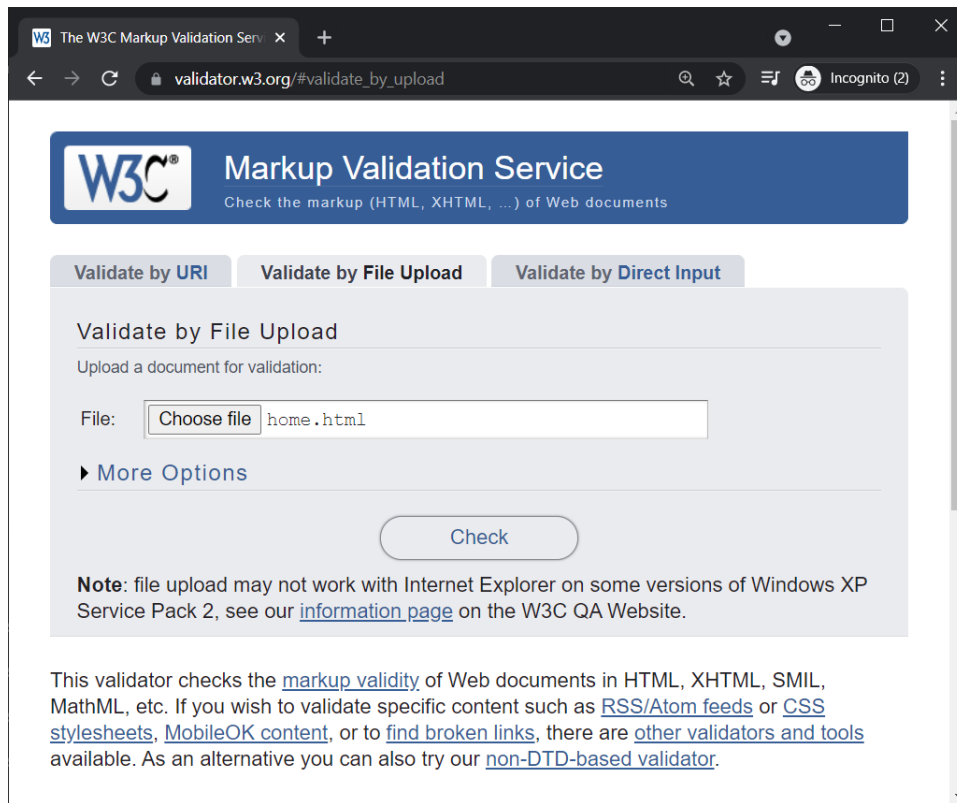 W3 The W3C Markup Validation Serv
validator.w3.org/#validate_by_upload
Incognito (2)
W3C®
Markup Validation Service
Check the markup (HTML, XHTML, …) of Web documents
Validate by URI
Validate by File Upload
Validate by Direct Input
Validate by File Upload
Upload a document for validation:
File:
Choose file home.html
More Options
Check
Note: file upload may not work with Internet Explorer on some versions of Windows XP
Service Pack 2, see our information page on the W3C QA Website.
This validator checks the markup validity of Web documents in HTML, XHTML, SMIL,
MathML, etc. If you wish to validate specific content such as RSS/Atom feeds or CSS
stylesheets, MobileOK content, or to find broken links, there are other validators and tools
available. As an alternative you can also try our non-DTD-based validator.